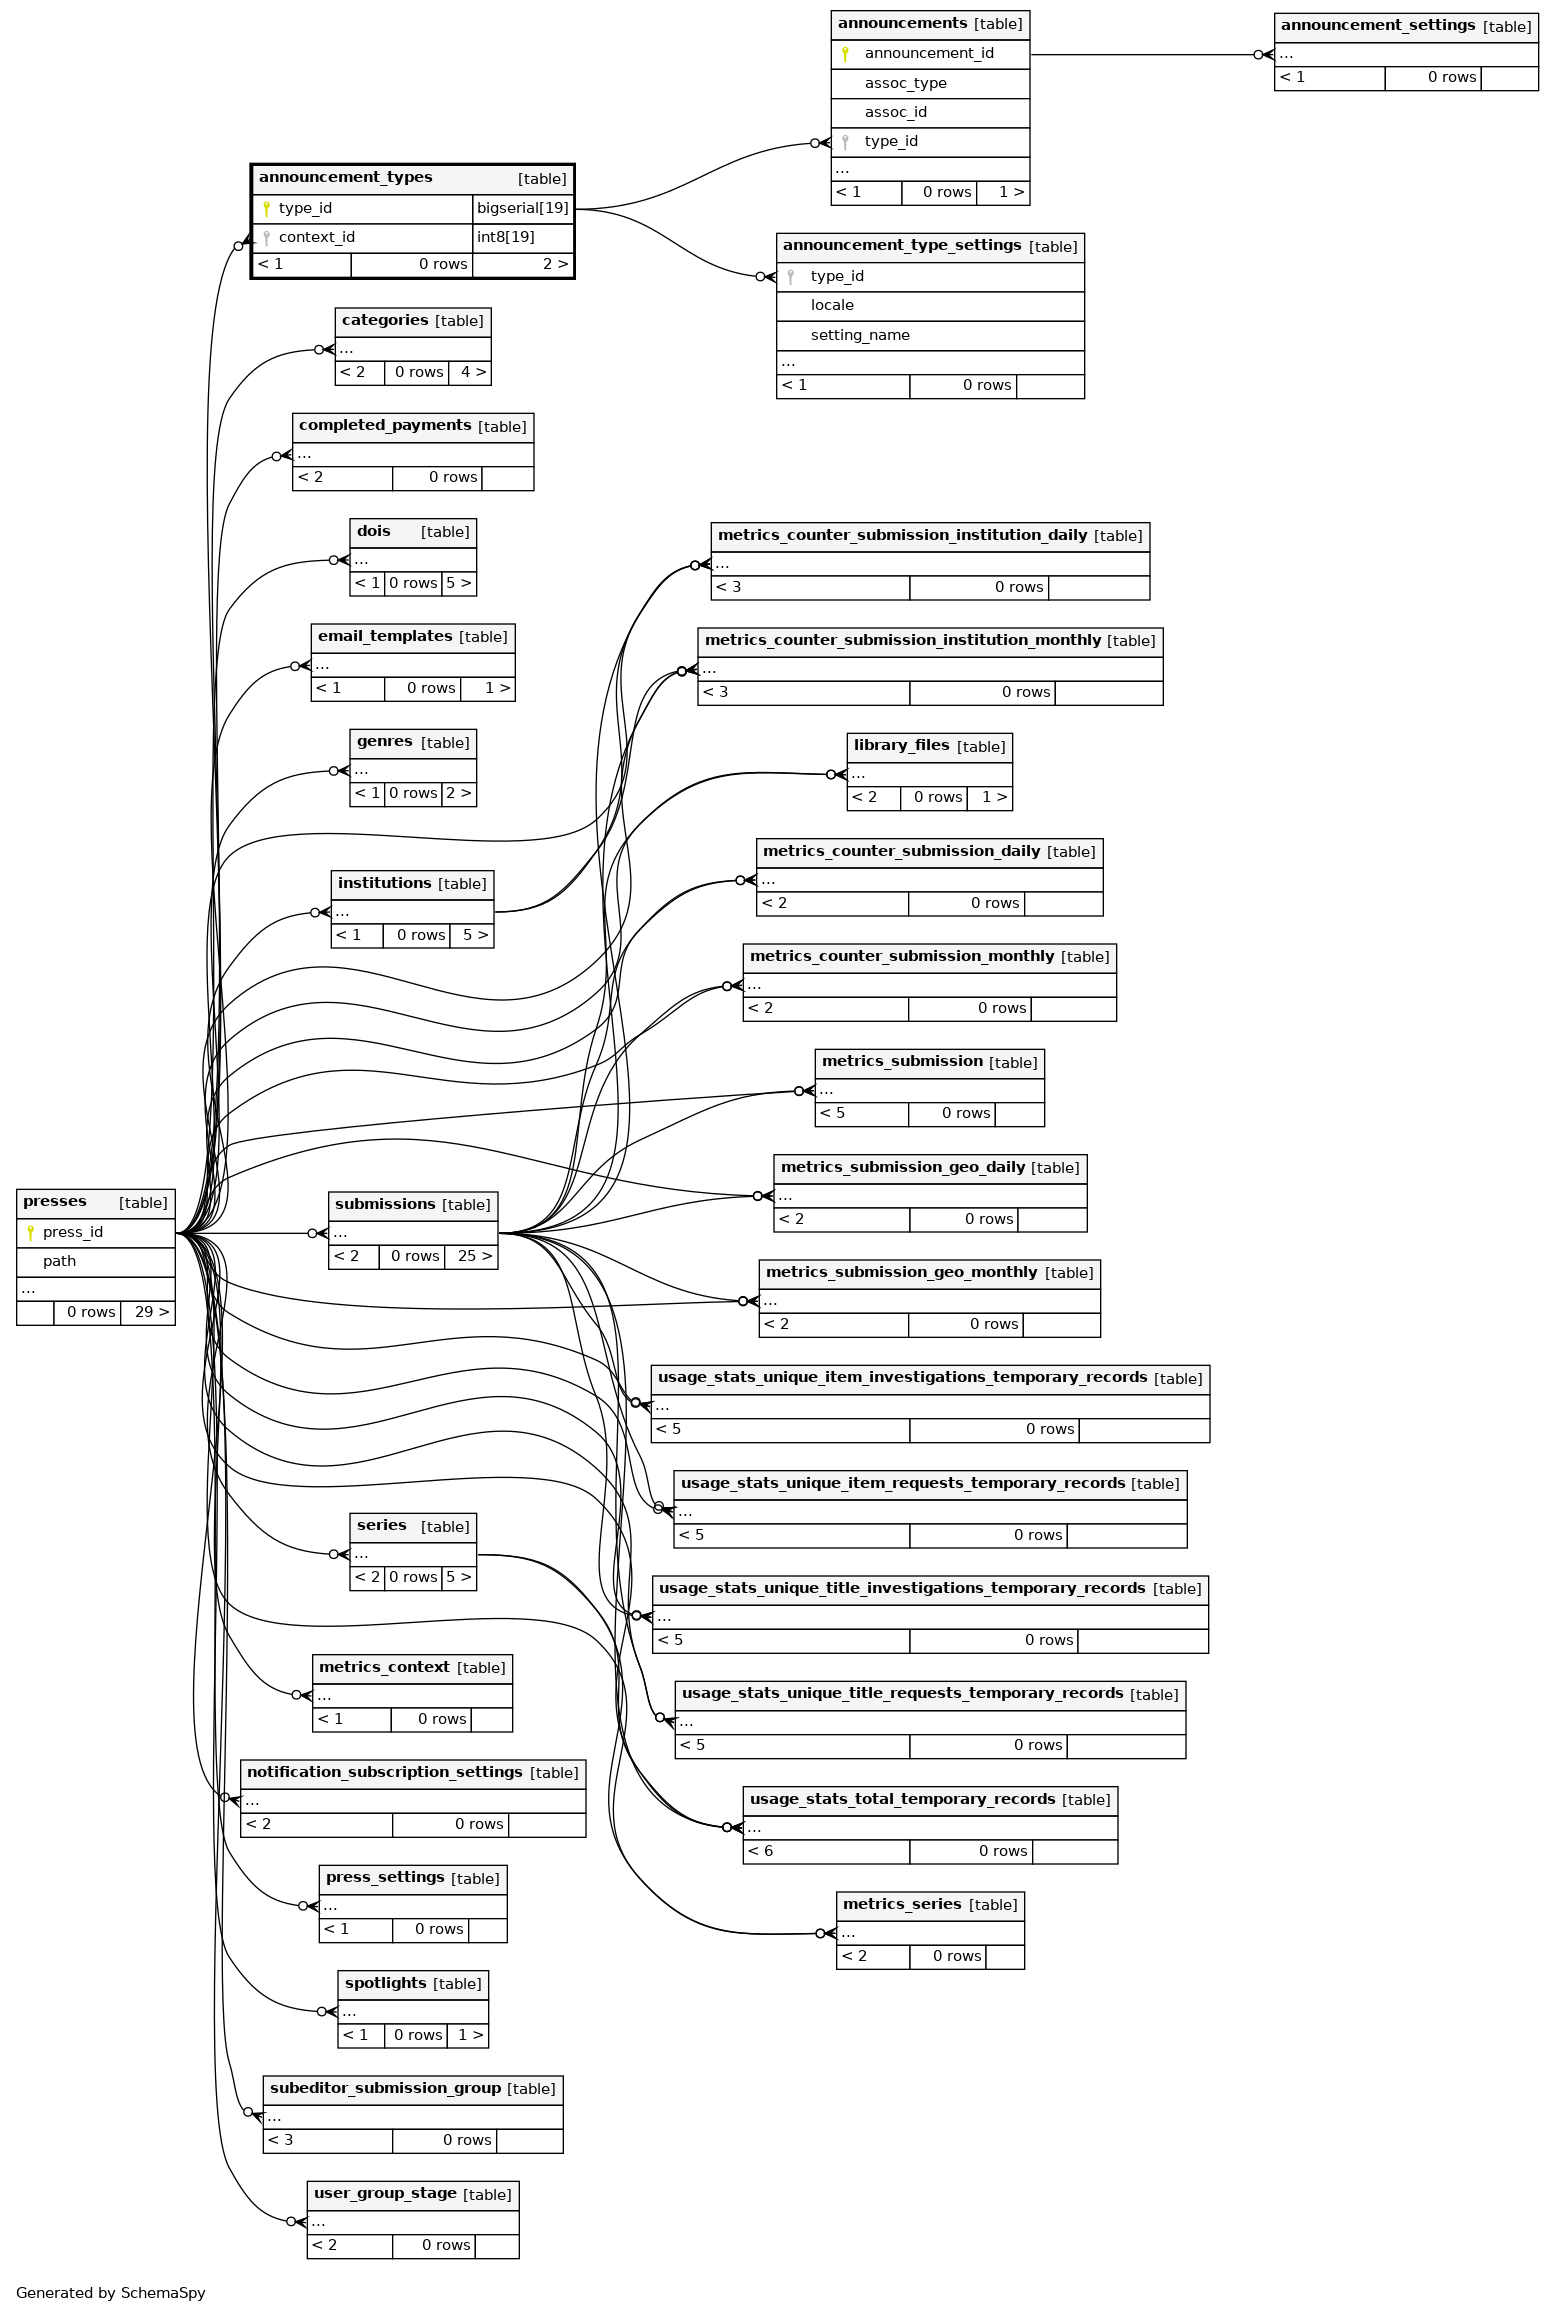 announcements [table]
announcement_id
assoc_type
assoc_id
type_id
...
< 1 0 rows 1 >
announcement_settings [table]
...
< 1 0 rows
announcement_types [table]
type_id bigserial[19]
context_id int8[19]
< 1 0 rows 2 >
announcement_type_settings [table]
type_id
locale
setting_name
...
< 1 0 rows
categories [table]
...
< 2 0 rows 4 >
completed_payments [table]
...
< 2 0 rows
dois [table]
...
< 1 0 rows 5 >
metrics_counter_submission_institution_daily [table]
...
< 3 0 rows
email_templates [table]
...
< 1 0 rows 1 >
metrics_counter_submission_institution_monthly [table]
...
< 3 0 rows
genres [table]
...
< 1 0 rows 2 >
library_files [table]
...
< 2 0 rows 1 >
institutions [table]
...
< 1 0 rows 5 >
metrics_counter_submission_daily [table]
...
< 2 0 rows
metrics_counter_submission_monthly [table]
...
< 2 0 rows
metrics_submission [table]
...
< 5 0 rows
metrics_submission_geo_daily [table]
...
< 2 0 rows
presses [table]
press_id
path
...
0 rows 29 >
submissions [table]
...
< 2 0 rows 25 >
metrics_submission_geo_monthly [table]
...
< 2 0 rows
usage_stats_unique_item_investigations_temporary_records [table]
...
< 5 0 rows
usage_stats_unique_item_requests_temporary_records [table]
...
< 5 0 rows
series [table]
...
< 2 0 rows 5 >
usage_stats_unique_title_investigations_temporary_records [table]
...
< 5 0 rows
metrics_context [table]
...
< 1 0 rows
usage_stats_unique_title_requests_temporary_records [table]
...
< 5 0 rows
notification_subscription_settings [table]
...
< 2 0 rows
usage_stats_total_temporary_records [table]
...
< 6 0 rows
press_settings [table]
...
< 1 0 rows
metrics_series [table]
...
< 2 0 rows
spotlights [table]
...
< 1 0 rows 1 >
subeditor_submission_group [table]
...
< 3 0 rows
user_group_stage [table]
...
< 2 0 rows
Generated by SchemaSpy